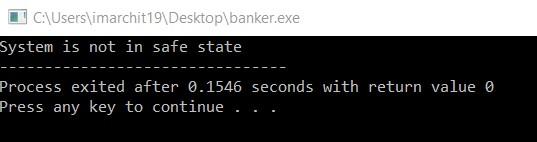 C:\Users\imarchit19\Desktop\banker.exe
System is not in safe state
--------------------------------
Process exited after 0.1546 seconds with return value 0
Press any key to continue . . .